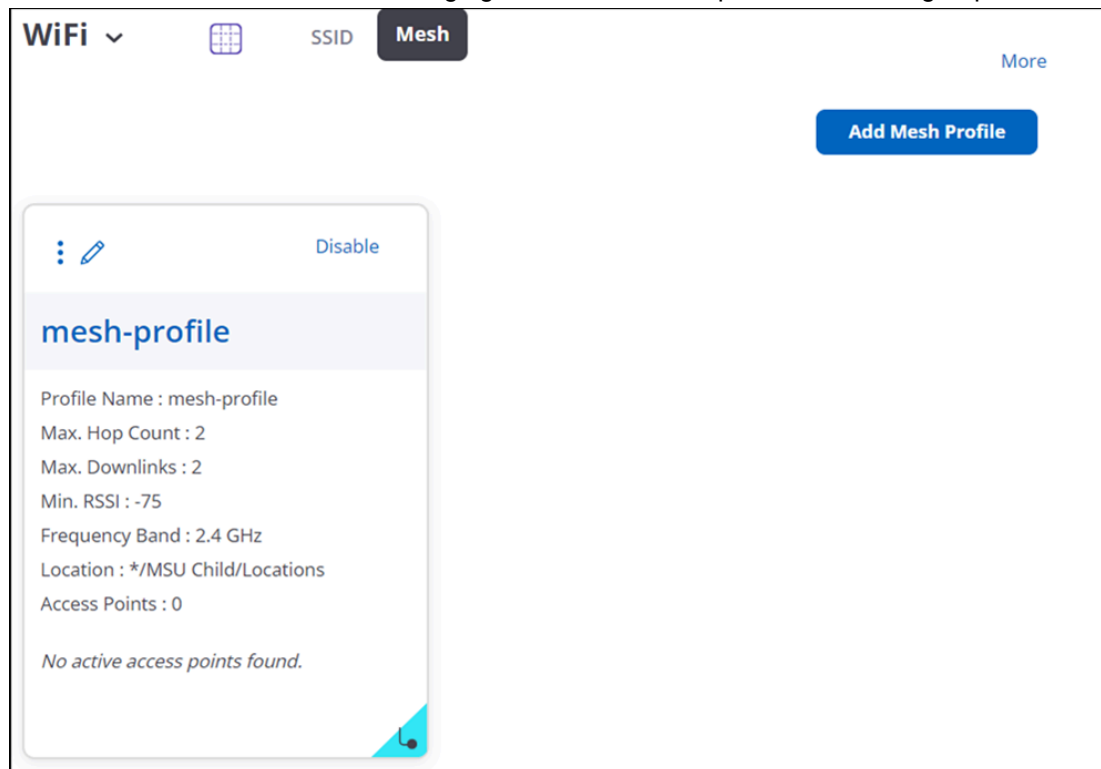 WiFi
SSID
Mesh
More
Add Mesh Profile
Disable
mesh-profile
Profile Name : mesh-profile
Max. Hop Count : 2
Max. Downlinks : 2
Min. RSSI : -75
Frequency Band : 2.4 GHz
Location : */MSU Child/Locations
Access Points : 0
No active access points found.